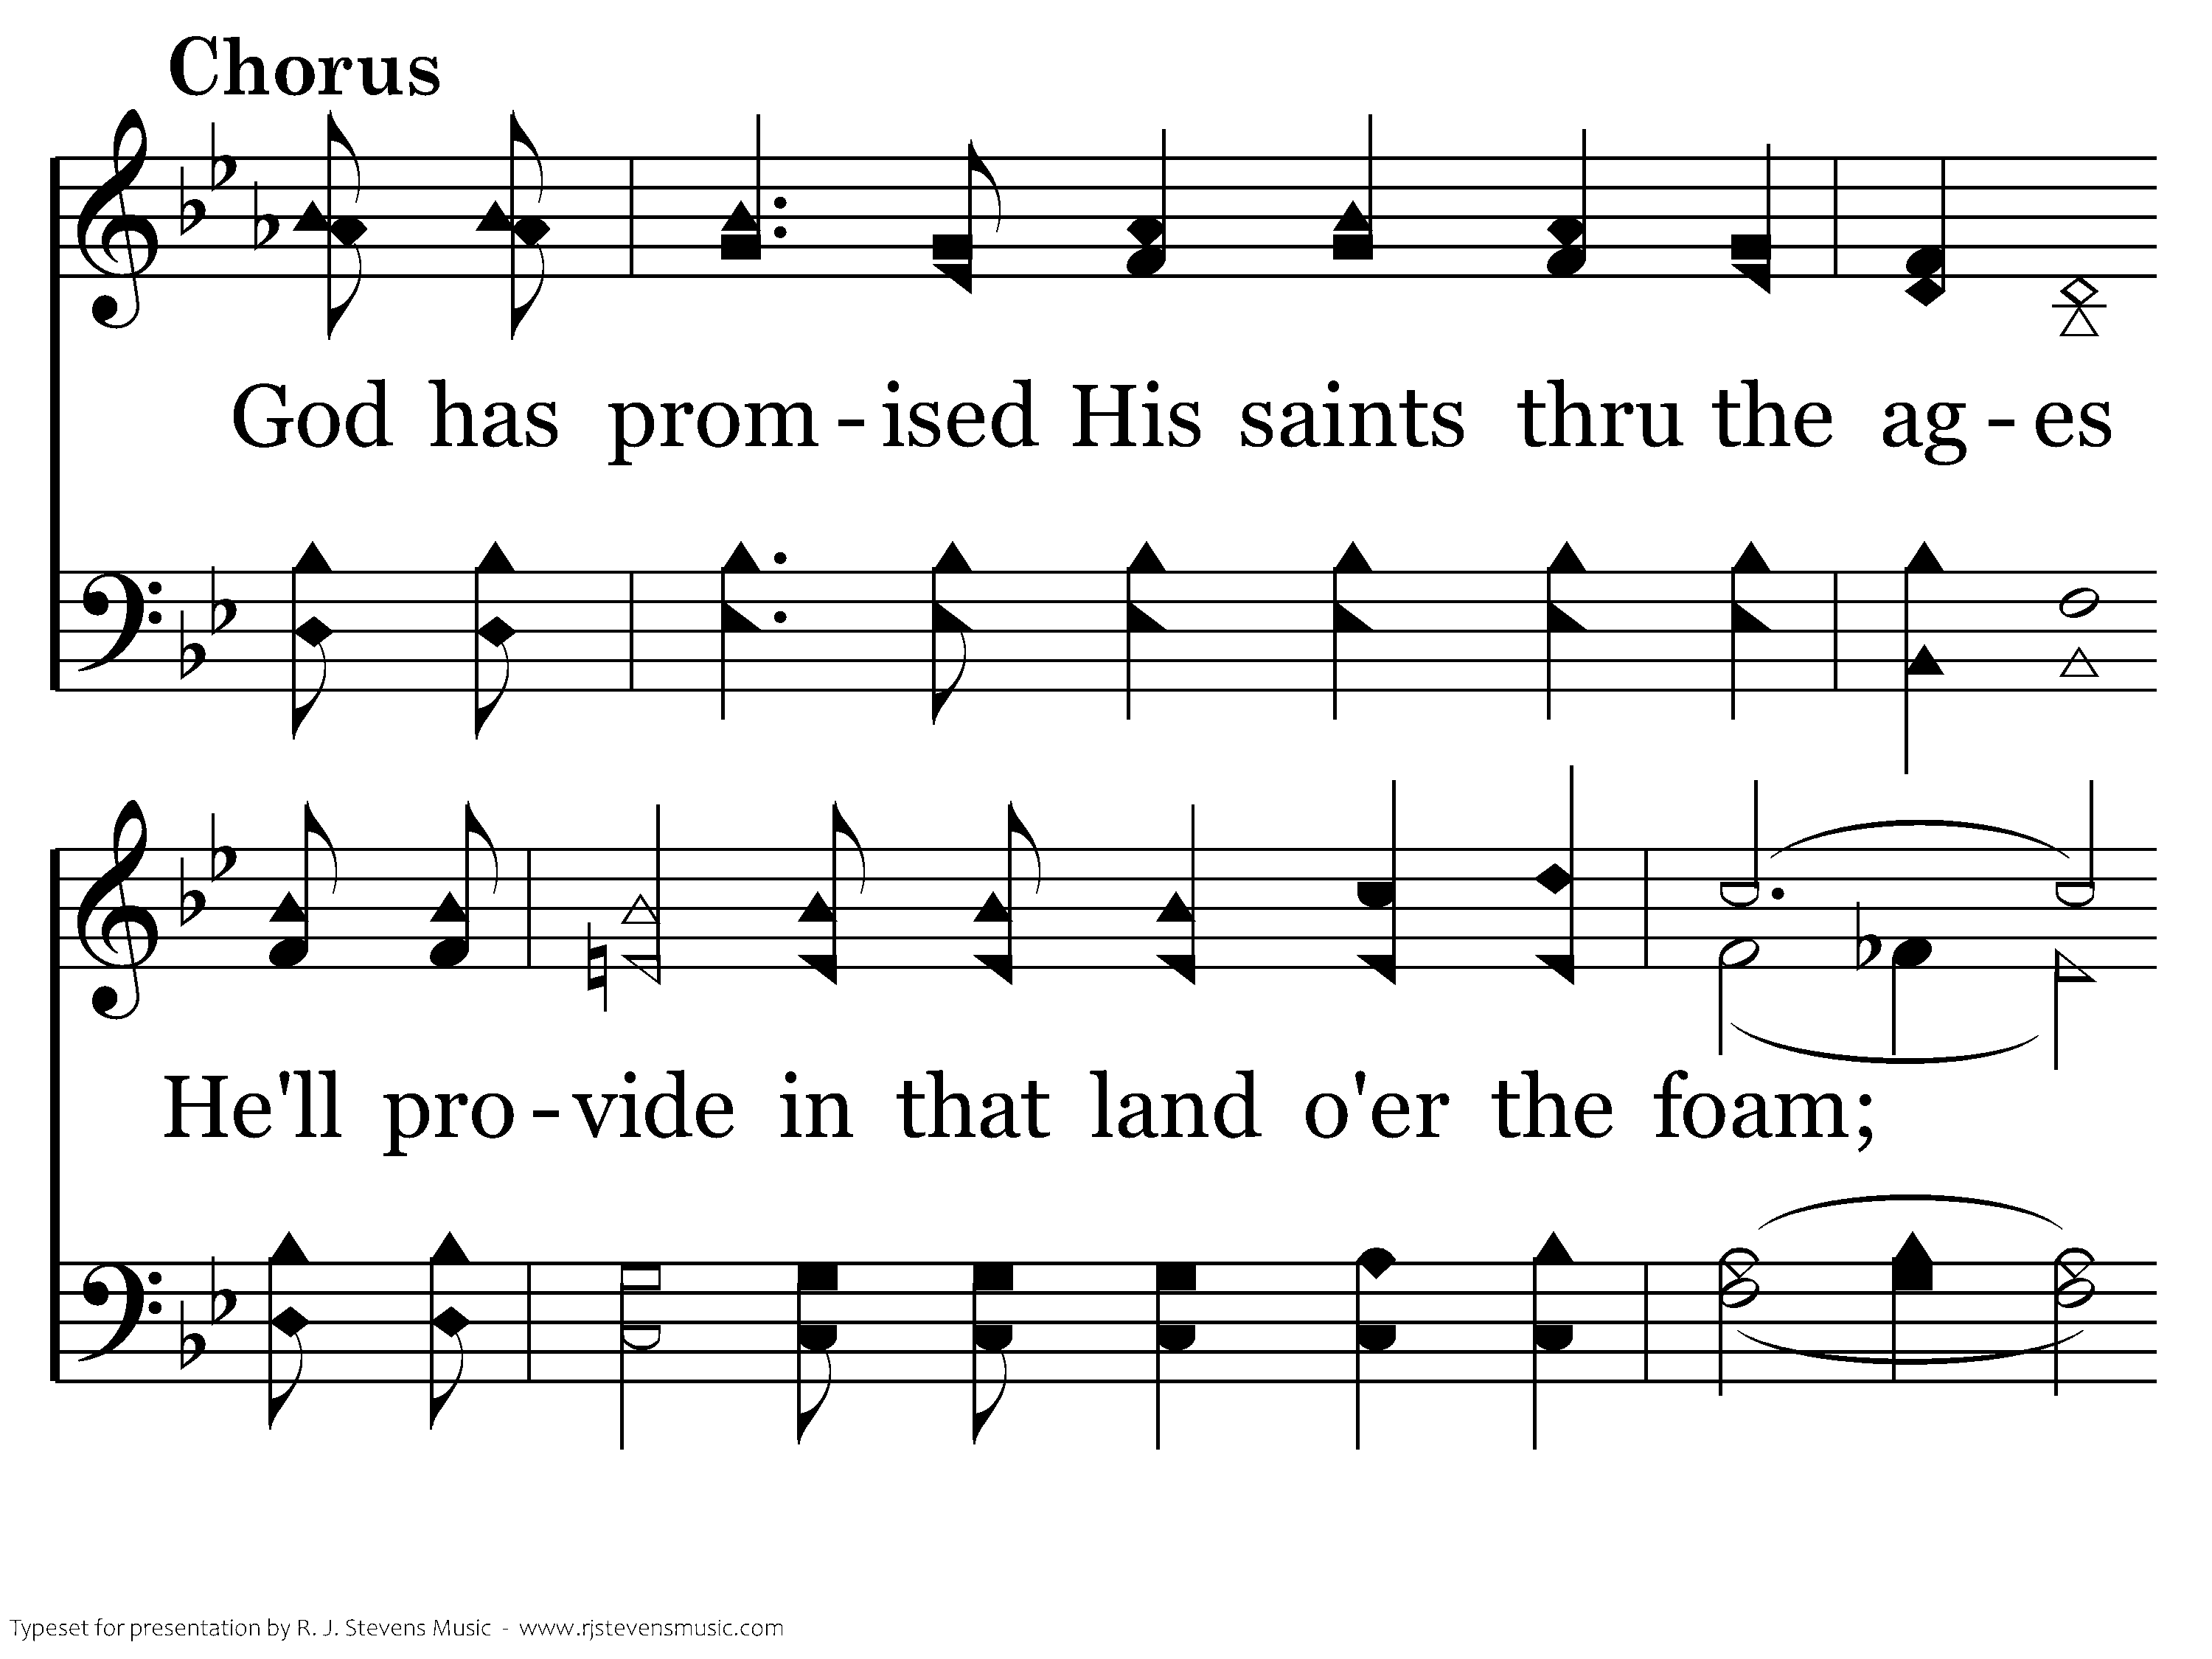 Chorus
God has prom - ised His saints thru the ag - es
He'll pro - vide in that land o'er the foam;
Typeset for presentation by R. J. Stevens Music - www.rjstevensmusic.com